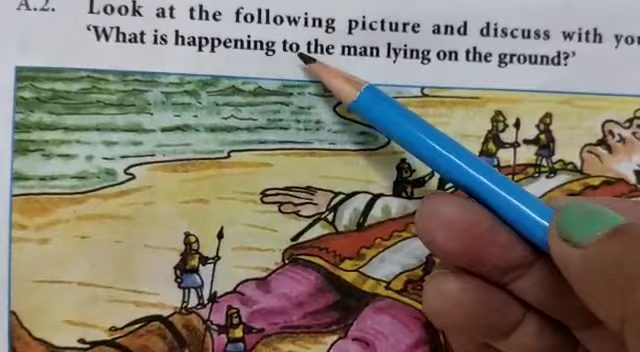 A.2. Look at the following picture and discuss with
'What is happening to the man lying on the ground?'